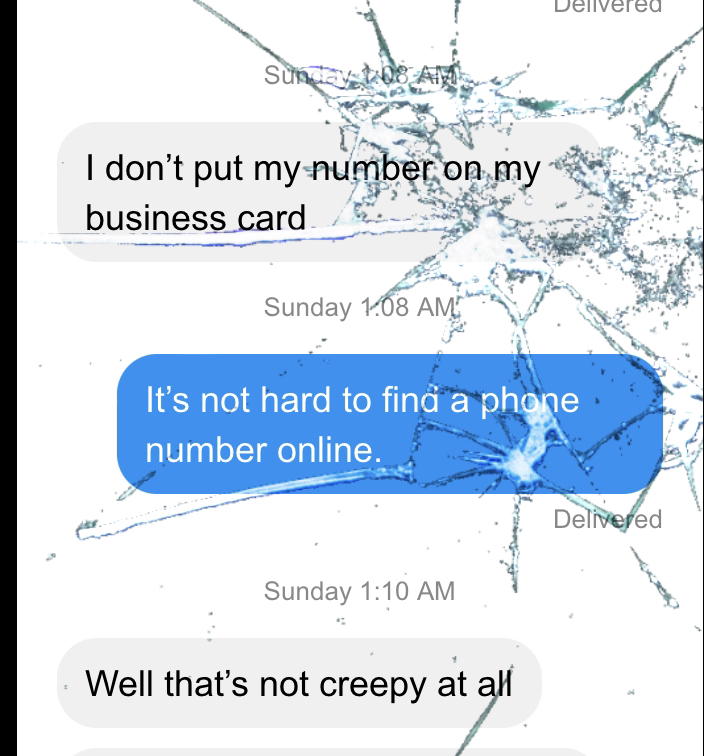 Delivered
Sunday 1:08 AM
I don’t put my number on my
business card
Sunday 1:08 AM
It’s not hard to find a phone
number online.
Delivered
Sunday 1:10 AM
Well that’s not creepy at all